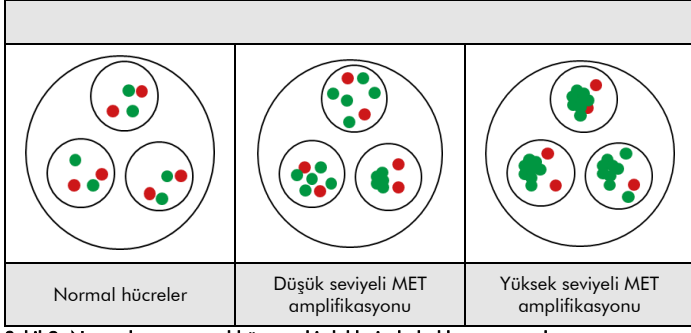 Normal hücreler
Düşük seviyeli MET
amplifikasyonu
Yüksek seviyeli MET
amplifikasyonu